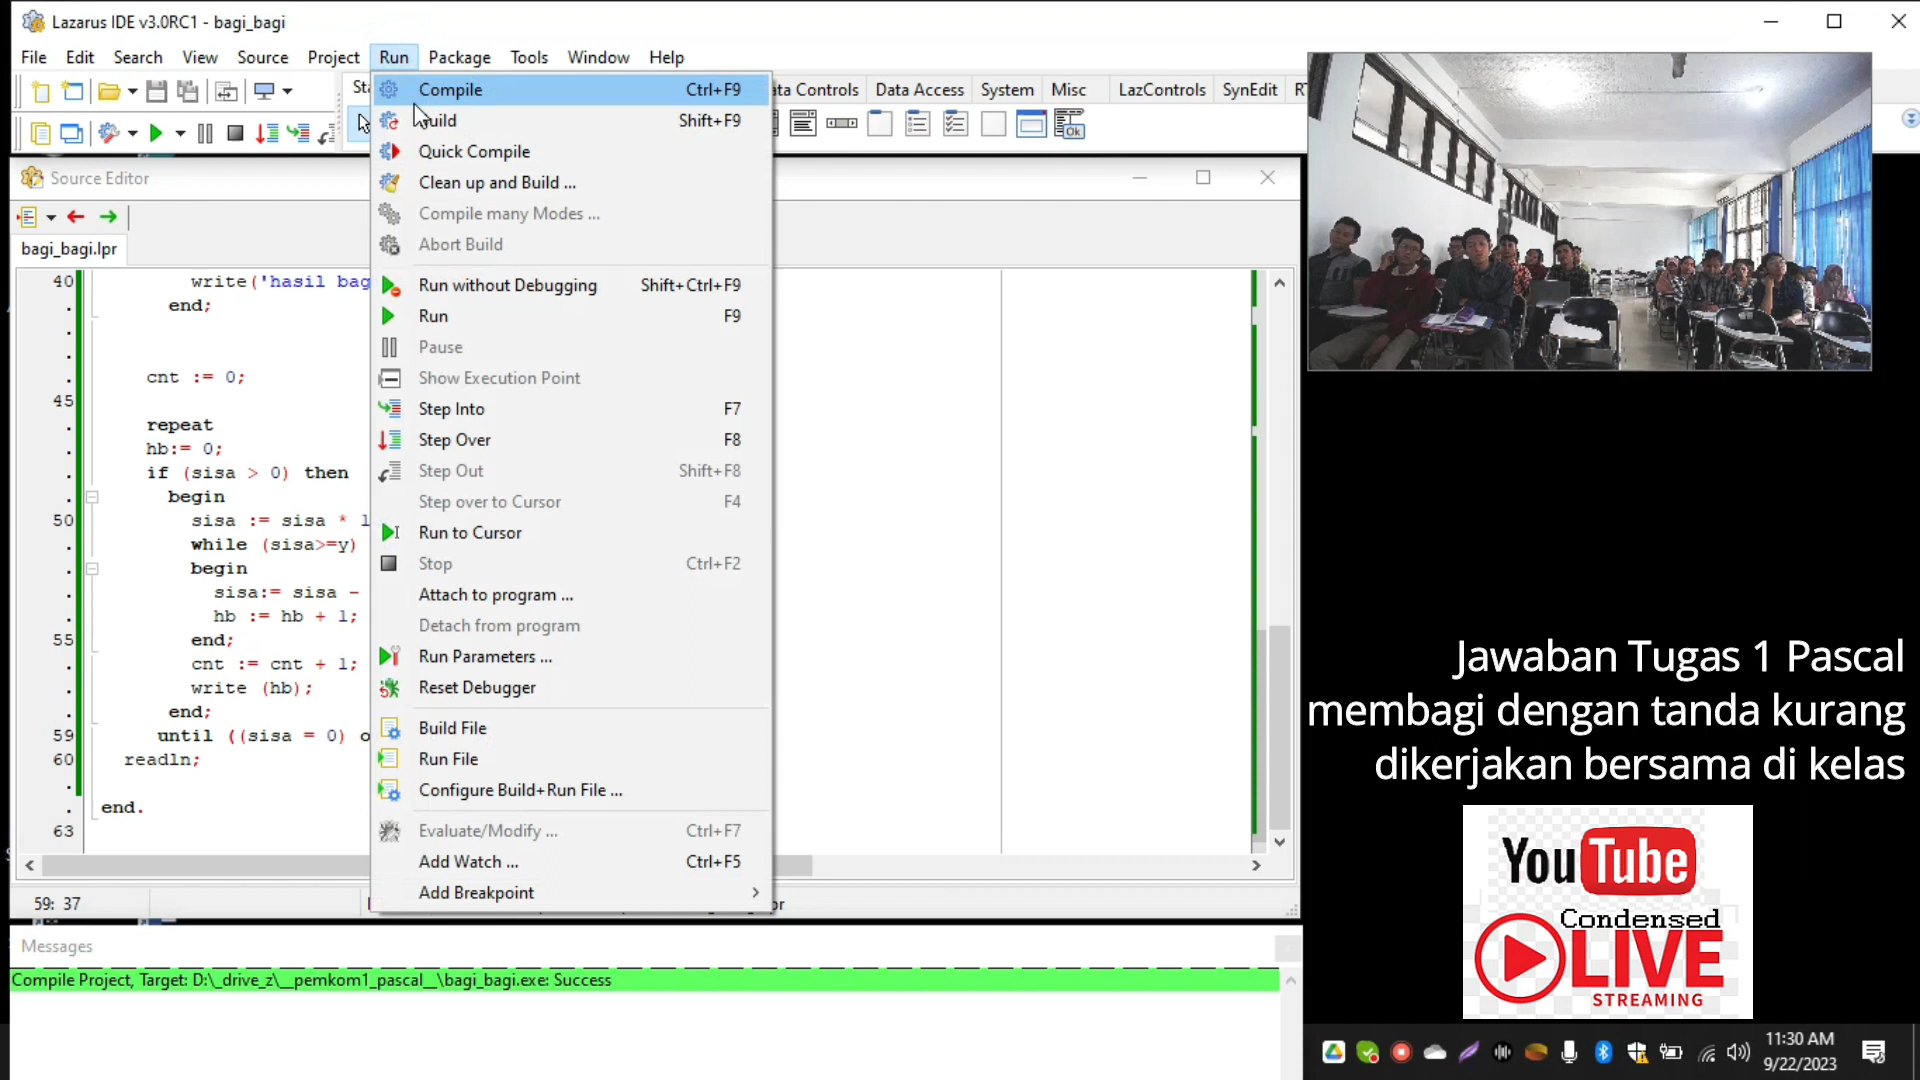 Lazarus IDE v3.0RC1 - bagi_bagi
File Edit Search View Source Project Run Package Tools Window Help
ata Controls Data Access System Misc LazControls SynEdit
Compile Ctrl+F9
Build Shift+F9
Quick Compile
Clean up and Build ...
Compile many Modes ...
Abort Build
Run without Debugging Shift+Ctrl+F9
Run F9
Pause
Show Execution Point
Step Into F7
Step Over F8
Step Out Shift+F8
Step over to Cursor F4
Run to Cursor
Stop Ctrl+F2
Attach to program ...
Detach from program
Run Parameters ...
Reset Debugger
Build File
Run File
Configure Build+Run File ...
Evaluate/Modify ... Ctrl+F7
Add Watch ... Ctrl+F5
Add Breakpoint
Ok
Source Editor
bagi_bagi.lpr
40 write('hasil bag
end;
cnt := 0;
45
repeat
hb:= 0;
if (sisa > 0) then
begin
50 sisa := sisa * 1
while (sisa>=y)
begin
sisa:= sisa -
hb := hb + 1;
55 end;
cnt := cnt + 1;
write (hb);
end;
59 until ((sisa = 0) o
60 readln;
end.
63
59: 37
Messages
Compile Project, Target: D:\_drive_z\__pemkom1_pascal__\bagi_bagi.exe: Success
Jawaban Tugas 1 Pascal
membagi dengan tanda kurang
dikerjakan bersama di kelas
YouTube
Condensed
LIVE
STREAMING
11:30 AM
9/22/2023